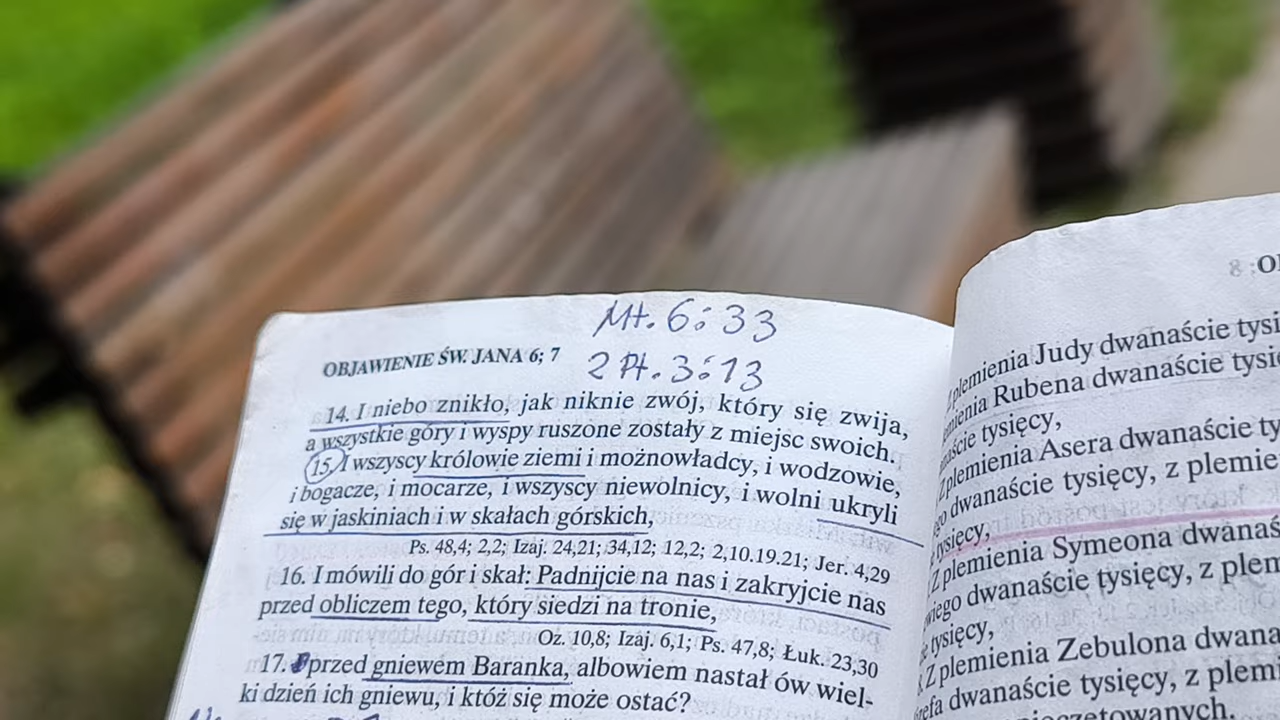 Mt. 6:33
OBJAWIENIE ŚW. JANA 6; 7
2 Pt. 3:13
14. I niebo znikło, jak niknie zwój, który się zwija,
a wszystkie góry i wyspy ruszone zostały z miejsc swoich.
15. I wszyscy królowie ziemi i możnowładcy, i wodzowie,
i bogacze, i mocarze, i wszyscy niewolnicy, i wolni ukryli
się w jaskiniach i w skałach górskich,
Ps. 48,4; 2,2; Izaj. 24,21; 34,12; 12,2; 2,10.19.21; Jer. 4,29
16. I mówili do gór i skał: Padnijcie na nas i zakryjcie nas
przed obliczem tego, który siedzi na tronie,
Oz. 10,8; Izaj. 6,1; Ps. 47,8; Łuk. 23,30
17. przed gniewem Baranka, albowiem nastał ów wiel-
ki dzień ich gniewu, i któż się może ostać?
plemienia Judy dwanaście tysi
Rubena dwanaście tysi
tysięcy,
plemienia Asera dwanaście ty
dwanaście tysięcy, z plemie
tysięcy,
Z plemienia Symeona dwanaś
dwanaście tysięcy, z plem
tysięcy,
Z plemienia Zebulona dwana
dwanaście tysięcy, z plemi